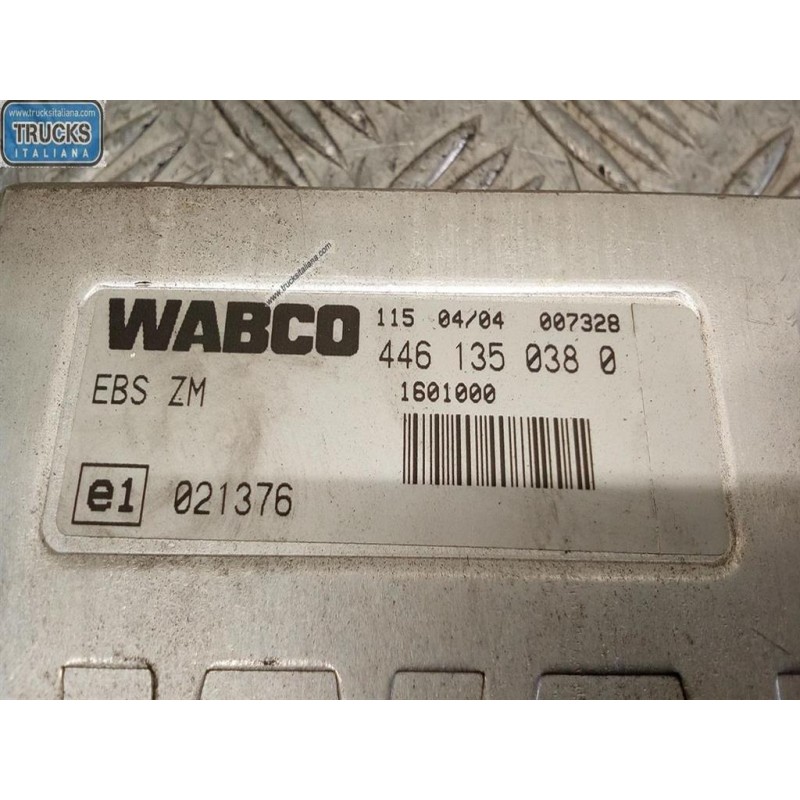 www.trucksitaliana.com
TRUCKS
ITALIANA
www.trucksitaliana.com
WABCO
115 04/04 007328
446 135 038 0
EBS ZM
1601000
e1 021376